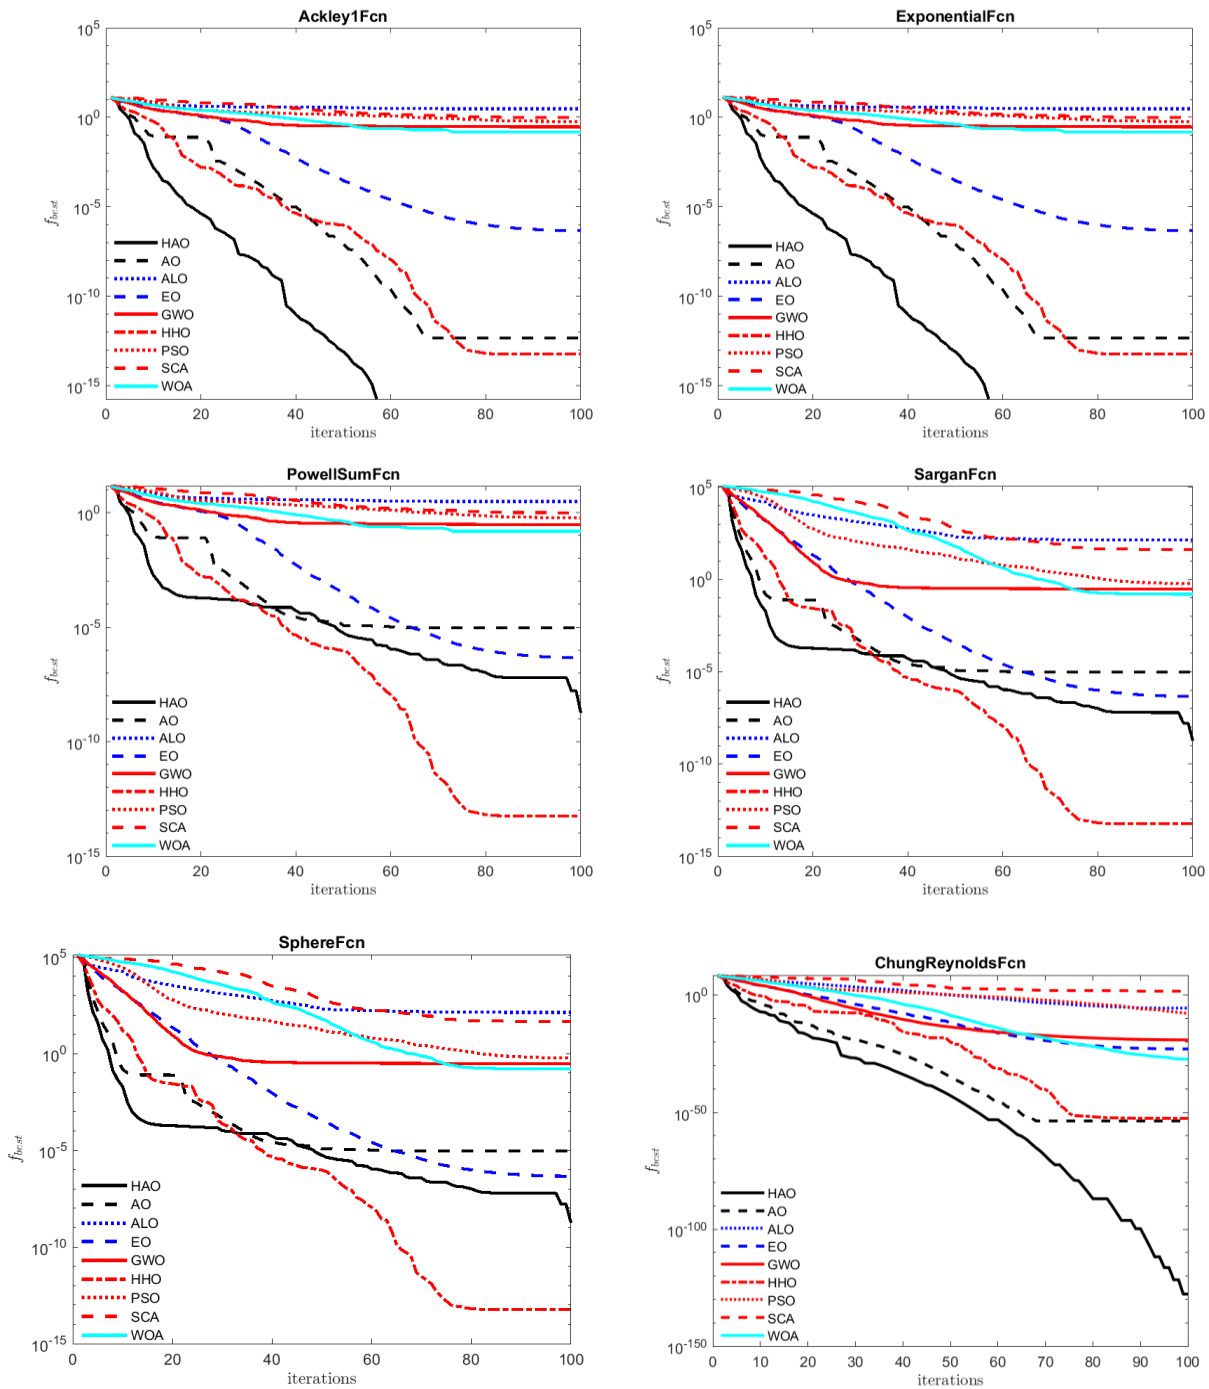 Ackley1Fcn
10^5
10^0
10^-5
10^-10
10^-15
f_best
HAO
AO
ALO
EO
GWO
HHO
PSO
SCA
WOA
0 20 40 60 80 100
iterations
ExponentialFcn
10^5
10^0
10^-5
10^-10
10^-15
f_best
HAO
AO
ALO
EO
GWO
HHO
PSO
SCA
WOA
0 20 40 60 80 100
iterations
PowellSumFcn
10^0
10^-5
10^-10
10^-15
f_best
HAO
AO
ALO
EO
GWO
HHO
PSO
SCA
WOA
0 20 40 60 80 100
iterations
SarganFcn
10^5
10^0
10^-5
10^-10
10^-15
f_best
HAO
AO
ALO
EO
GWO
HHO
PSO
SCA
WOA
0 20 40 60 80 100
iterations
SphereFcn
10^5
10^0
10^-5
10^-10
10^-15
f_best
HAO
AO
ALO
EO
GWO
HHO
PSO
SCA
WOA
0 20 40 60 80 100
iterations
ChungReynoldsFcn
10^0
10^-50
10^-100
10^-150
f_best
HAO
AO
ALO
EO
GWO
HHO
PSO
SCA
WOA
0 10 20 30 40 50 60 70 80 90 100
iterations